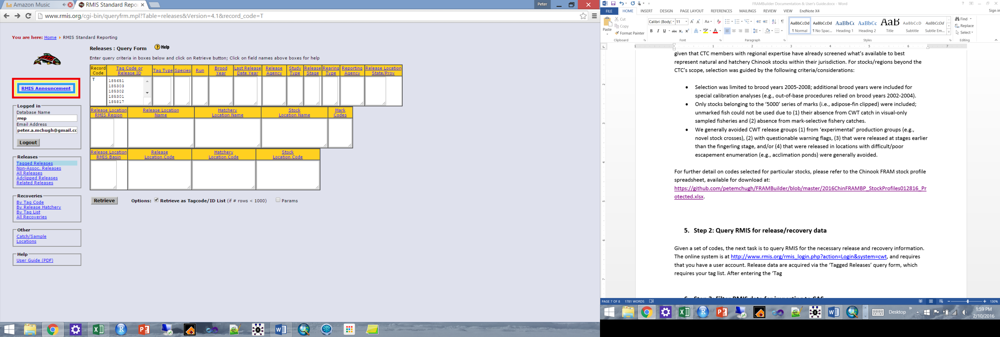 Amazon Music
RMIS Standard Repo
Peter
www.rmis.org/cgi-bin/queryfrm.mpl?Table=releases&Version=4.1&record_code=T
You are here: Home RMIS Standard Reporting
RMIS Announcement
Logged in
Database Name
rrep
Email Address
peter.a.mchugh@gmail.cc
Logout
Releases
Tagged Releases
Non-Assoc. Releases
All Releases
Adclipped Releases
Related Releases
Recoveries
By Tag Code
By Release Hatchery
By Tag List
All Recoveries
Other
Catch/Sample
Locations
Help
User Guide (PDF)
Releases : Query Form ? Help
Enter query criteria in boxes below and click on Retrieve button; Click on field names above boxes for help
Record Code
Tag Code or Release ID
Tag Type
Species
Run
Brood Year
Last Release Date Year
Release Agency
Study Type
Release Stage
Rearing Type
Reporting Agency
Release Location State/Prov
T
185651
185303
185302
185301
185817
Release Location RMIS Region
Release Location Name
Hatchery Location Name
Stock Location Name
Mark Codes
Release Location RMIS Basin
Release Location Code
Hatchery Location Code
Stock Location Code
Retrieve
Options: Retrieve as Tagcode/ID List (if # rows < 1000) Params
FRAMBuilder Documentation & User's Guide.docx - Word
Sign in
FILE HOME INSERT DESIGN PAGE LAYOUT REFERENCES MAILINGS REVIEW VIEW EndNote X4
Paste
Cut
Copy
Format Painter
Clipboard
Calibri (Body) 11
Font
Paragraph
AaBbCcDd AaBbCcDd AaBbCc AaBbCc AaB AaBbCcD AaBbCcDd
¶ Normal ¶ No Spac... Heading 1 Heading 2 Title Subtitle Subtle Em...
Styles
Find
Replace
Select
Editing
1 1 2 3 4 5 6 7
given that CTC members with regional expertise have already screened what's available to best
represent natural and hatchery Chinook stocks within their jurisdiction. For stocks/regions beyond the
CTC's scope, selection was guided by the following criteria/considerations:
• Selection was limited to brood years 2005-2008; additional brood years were included for
special calibration analyses (e.g., out-of-base procedures relied on brood years 2002-2004).
• Only stocks belonging to the '5000' series of marks (i.e., adipose-fin clipped) were included;
unmarked fish could not be used due to (1) their absence from CWT catch in visual-only
sampled fisheries and (2) absence from mark-selective fishery catches.
• We generally avoided CWT release groups (1) from 'experimental' production groups (e.g.,
novel stock crosses), (2) with questionable warning flags, (3) that were released at stages earlier
than the fingerling stage, and/or (4) that were released in locations with difficult/poor
escapement enumeration (e.g., acclimation ponds) were generally avoided.
For further detail on codes selected for particular stocks, please refer to the Chinook FRAM stock profile
spreadsheet, available for download at:
https://github.com/petemchugh/FRAMBuilder/blob/master/2016ChinFRAMBP_StockProfiles012816_Pr
otected.xlsx.
5. Step 2: Query RMIS for release/recovery data
Given a set of codes, the next task is to query RMIS for the necessary release and recovery information.
The online system is at http://www.rmis.org/rmis_login.php?action=Login&system=cwt, and requires
that you have a user account. Release data are acquired via the 'Tagged Releases' query form, which
requires your tag list. After entering the 'Tag
6. Step 3: Filter RMIS data for importing to CAS
PAGE 7 OF 8 1781 WORDS
130%
Desktop
1:59 PM
2/10/2016